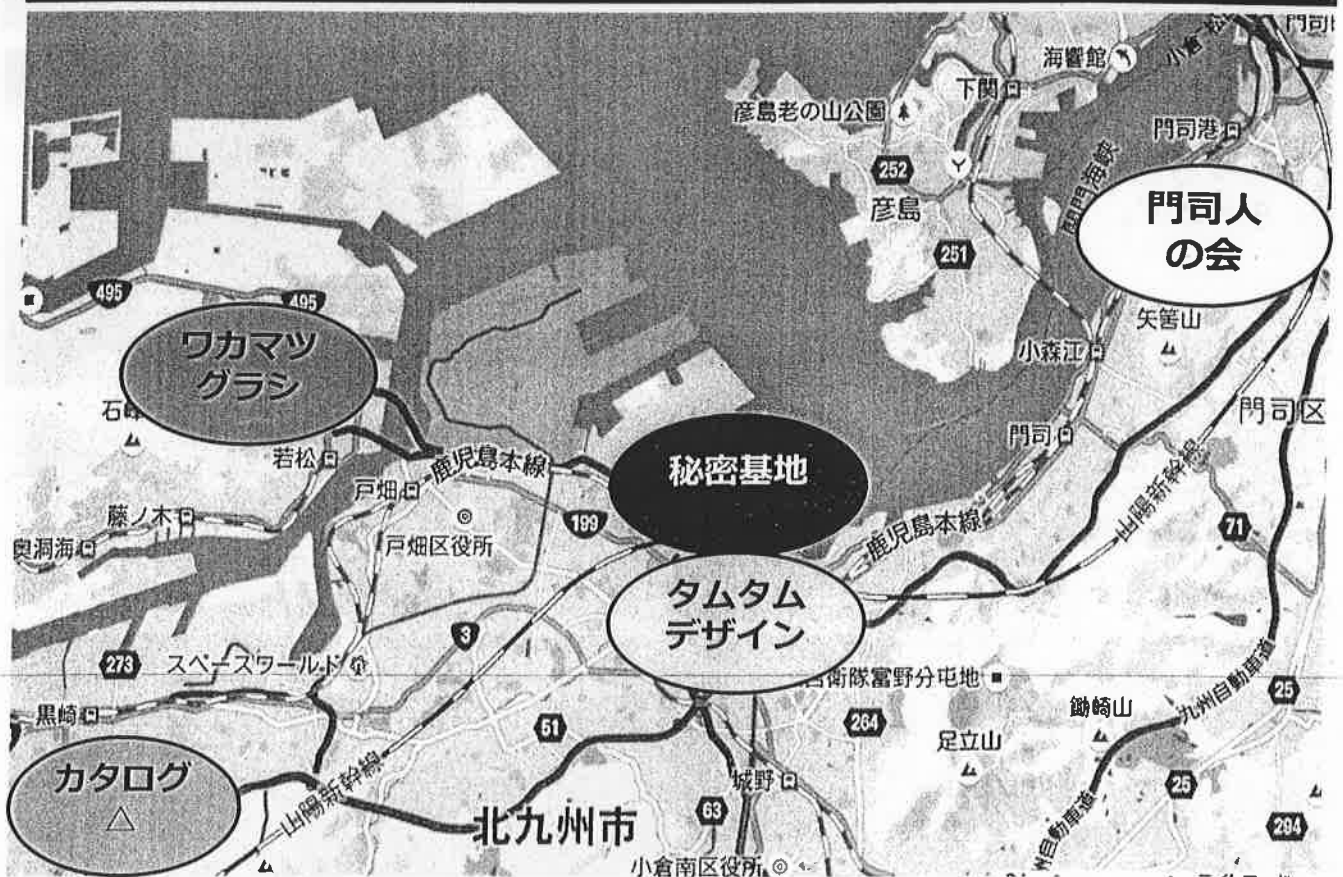 門司
海響館
小倉
下関
彦島老の山公園
門司港
252
関門海峡
彦島
門司人
の会
251
495
495
矢筈山
ワカマツ
グラシ
小森江
石峰
門司区
門司
若松
鹿児島本線
秘密基地
戸畑
山陽新幹線
藤ノ木
199
71
奥洞海
戸畑区役所
鹿児島本線
タムタム
デザイン
3
273
スペースワールド
自衛隊富野分屯地
25
鋤崎山
九州自動車道
黒崎
61
264
足立山
カタログ
△
山陽新幹線
城野
25
北九州市
63
294
州自動車道
小倉南区役所